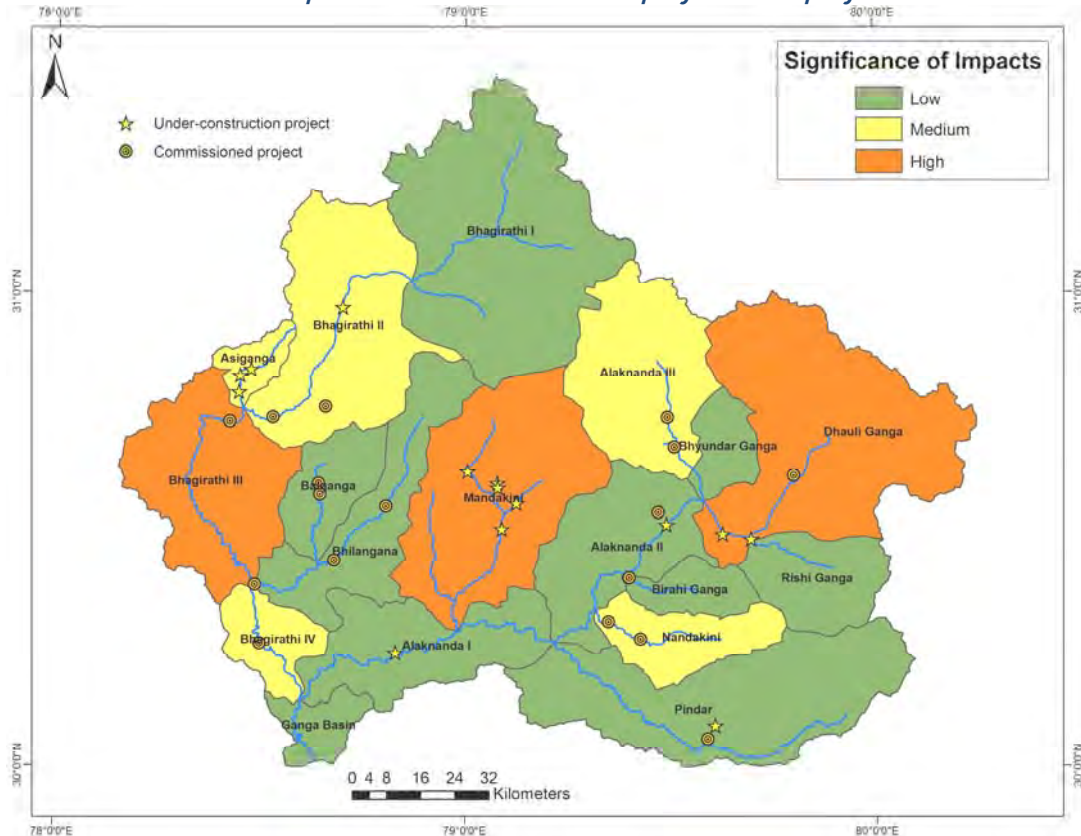 78°0'0"E
79°0'0"E
80°0'0"E
N
Significance of Impacts
Low
Medium
High
Under-construction project
Commissioned project
Bhagirathi I
31°0'0"N
31°0'0"N
Bhagirathi II
Asiganga
Alaknanda III
Bhyundar Ganga
Dhauli Ganga
Bhagirathi III
Balganga
Mandakini
Bhilangana
Alaknanda II
Rishi Ganga
Birahi Ganga
Bhagirathi IV
Alaknanda I
Nandakini
Pindar
Ganga Basin
30°0'0"N
30°0'0"N
0 4 8 16 24 32
Kilometers
78°0'0"E
79°0'0"E
80°0'0"E